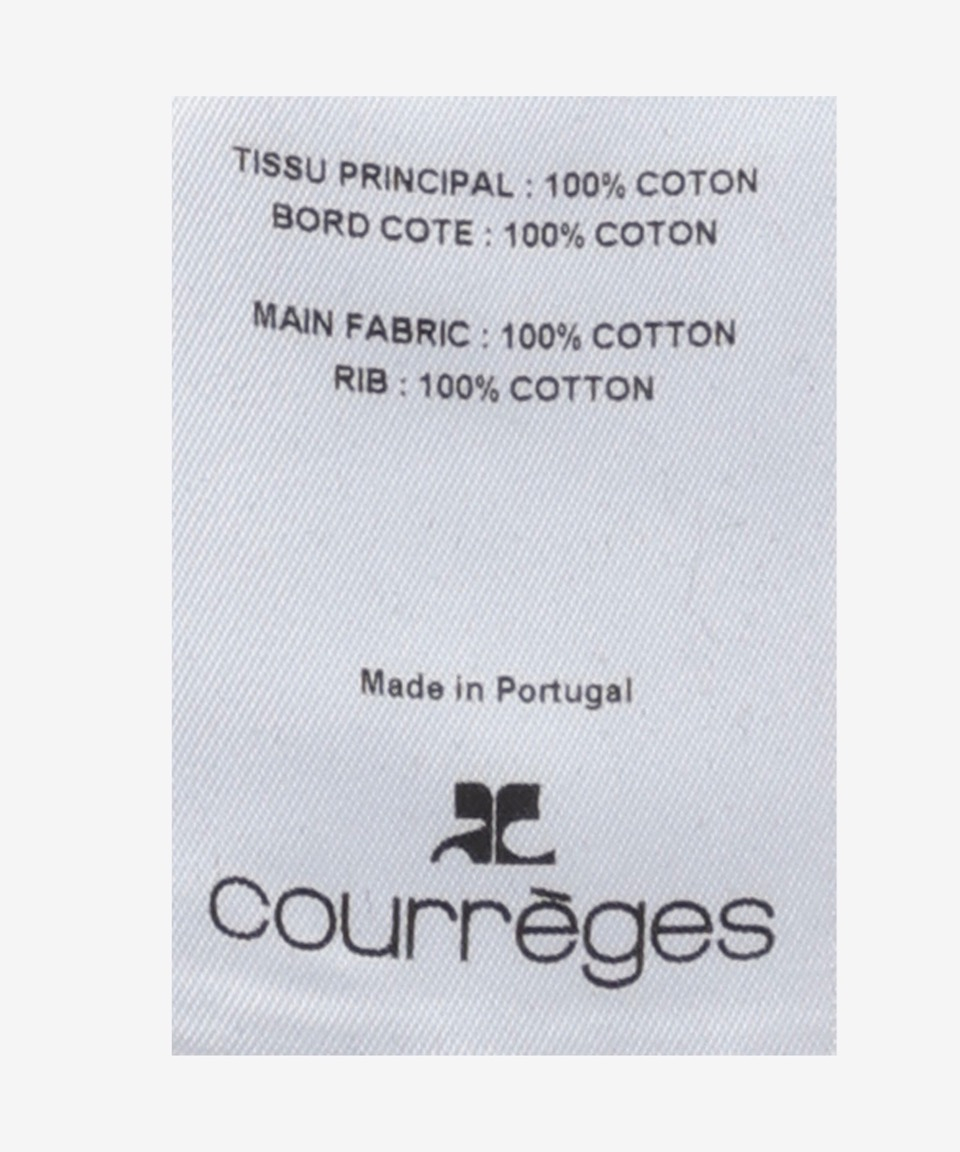 TISSU PRINCIPAL : 100% COTON
BORD COTE : 100% COTON
MAIN FABRIC : 100% COTTON
RIB : 100% COTTON
Made in Portugal
courrèges